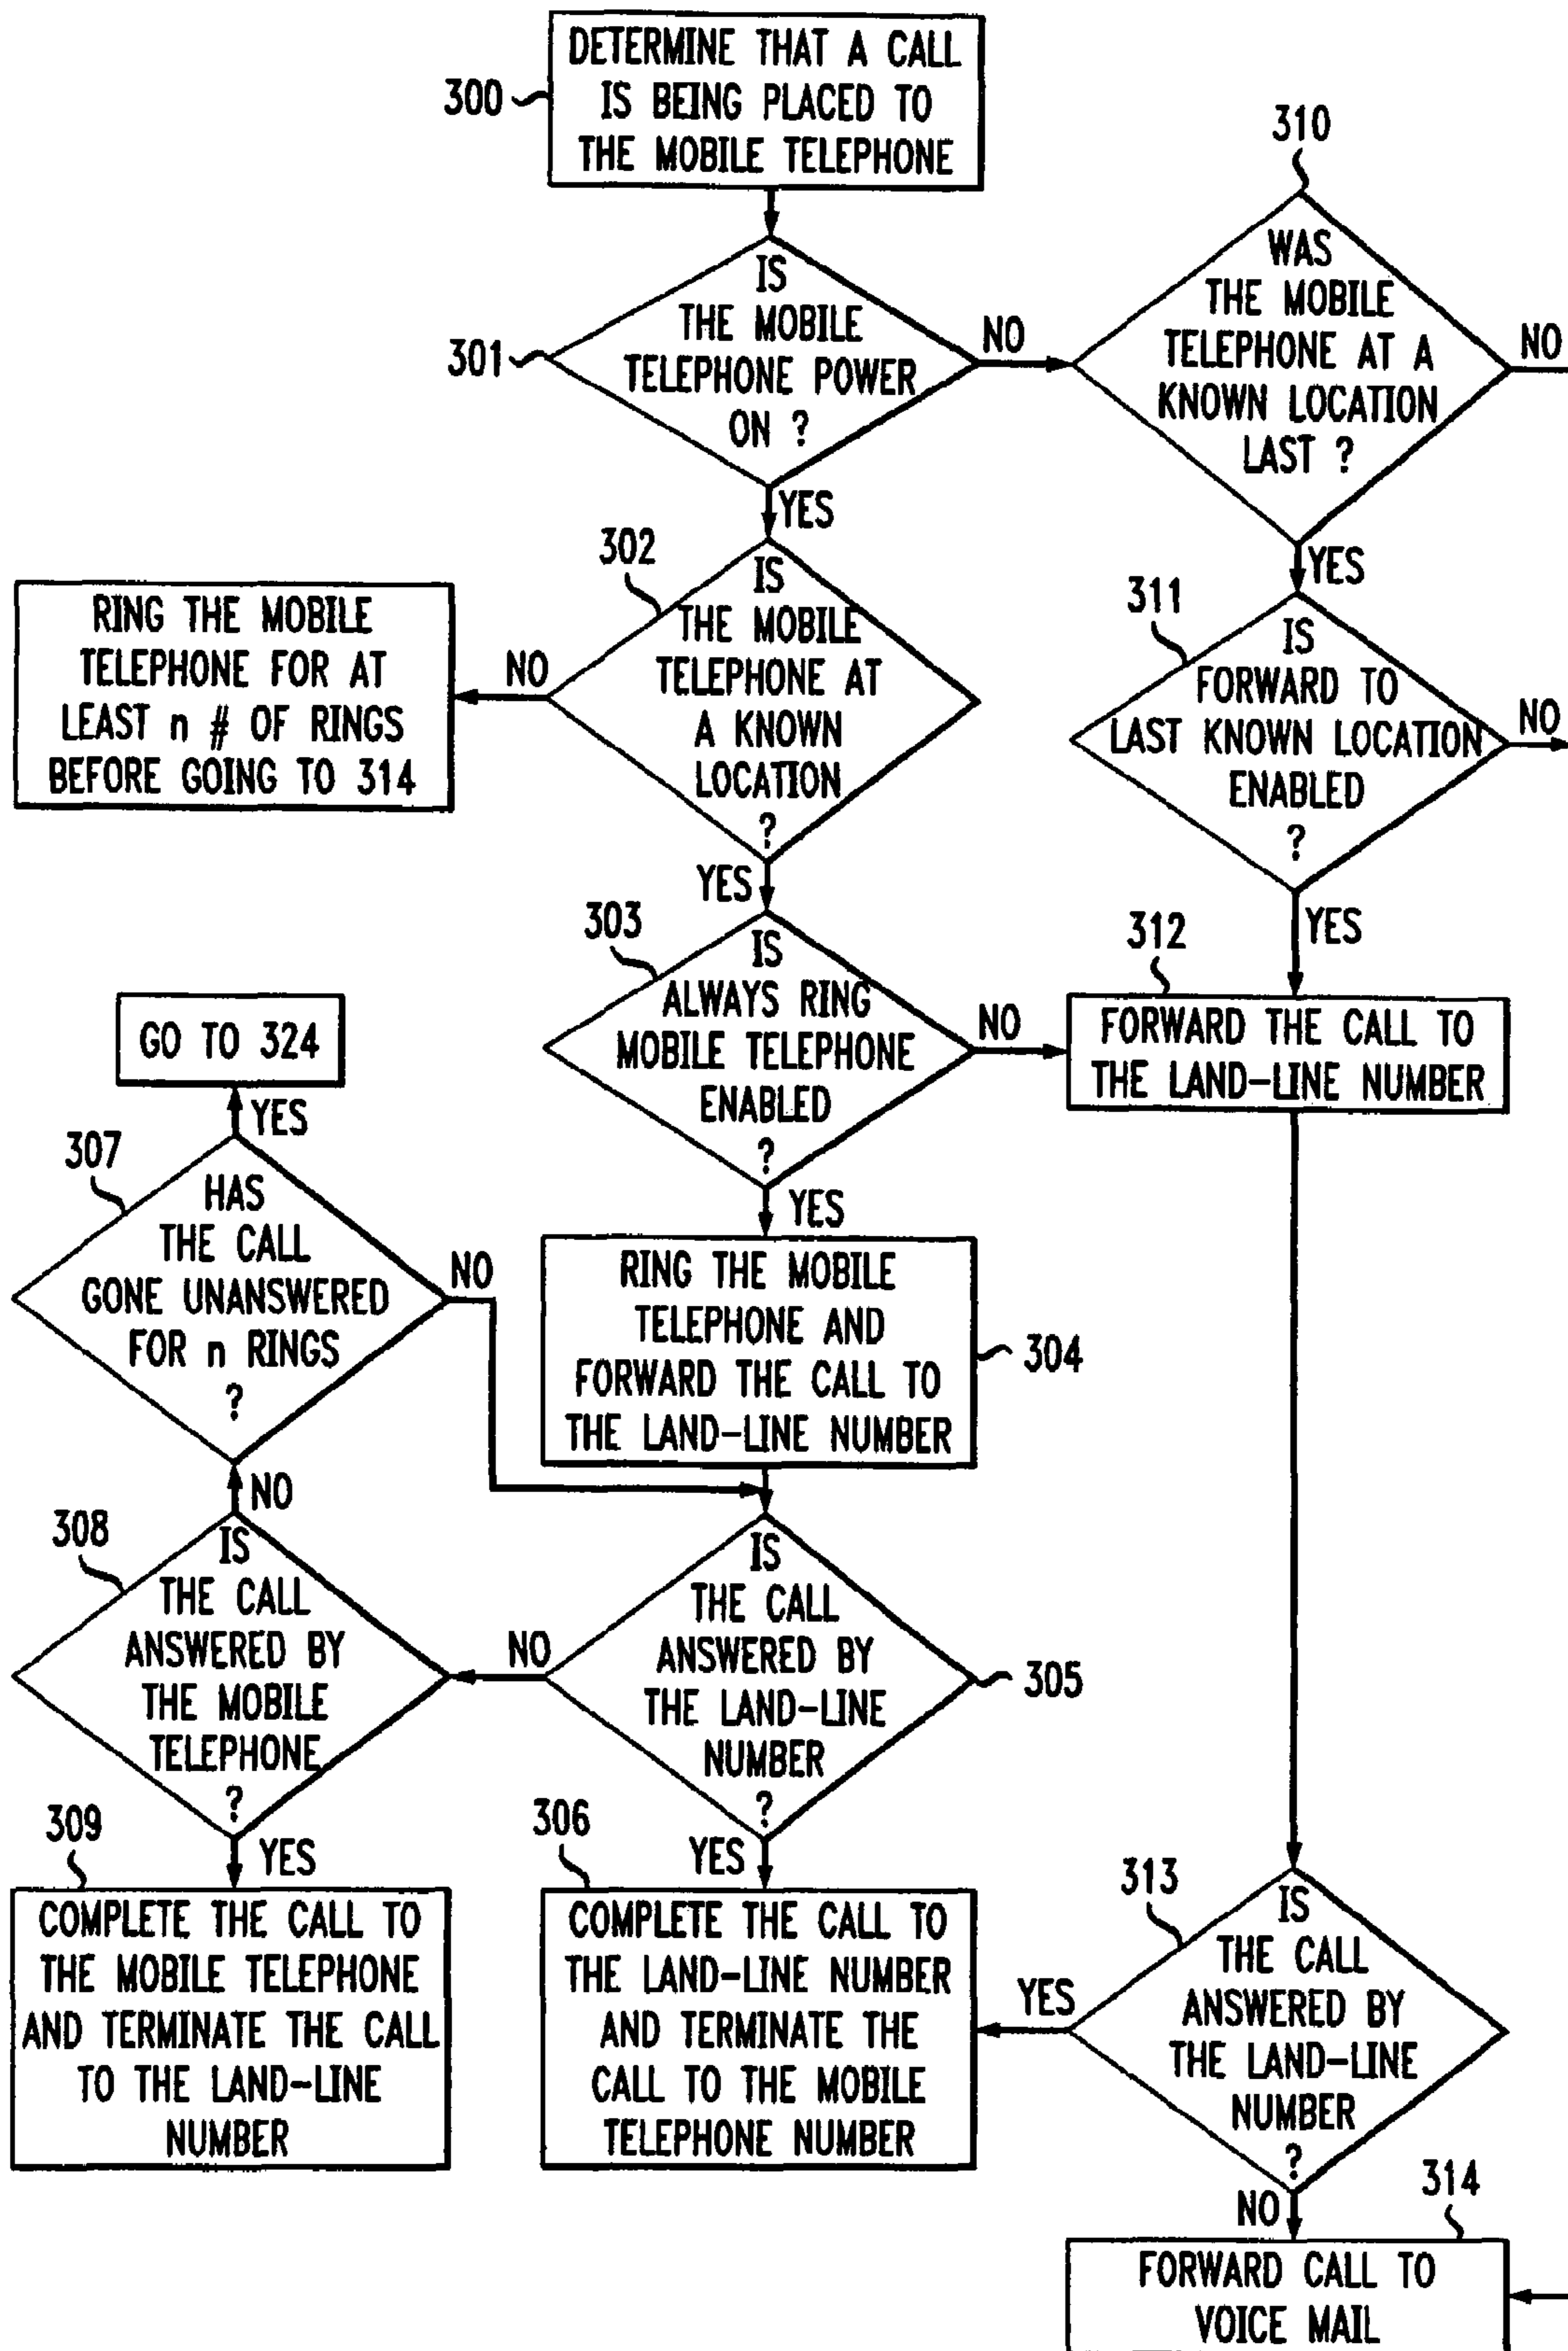 300
DETERMINE THAT A CALL
IS BEING PLACED TO
THE MOBILE TELEPHONE
301
IS
THE MOBILE
TELEPHONE POWER
ON ?
NO
YES
310
WAS
THE MOBILE
TELEPHONE AT A
KNOWN LOCATION
LAST ?
NO
YES
302
IS
THE MOBILE
TELEPHONE AT
A KNOWN
LOCATION
?
NO
YES
RING THE MOBILE
TELEPHONE FOR AT
LEAST n # OF RINGS
BEFORE GOING TO 314
311
IS
FORWARD TO
LAST KNOWN LOCATION
ENABLED
?
NO
YES
303
IS
ALWAYS RING
MOBILE TELEPHONE
ENABLED
?
NO
YES
312
FORWARD THE CALL TO
THE LAND-LINE NUMBER
GO TO 324
YES
307
HAS
THE CALL
GONE UNANSWERED
FOR n RINGS
?
NO
NO
RING THE MOBILE
TELEPHONE AND
FORWARD THE CALL TO
THE LAND-LINE NUMBER
304
308
IS
THE CALL
ANSWERED BY
THE MOBILE
TELEPHONE
?
YES
NO
IS
THE CALL
ANSWERED BY
THE LAND-LINE
NUMBER
?
305
YES
309
COMPLETE THE CALL TO
THE MOBILE TELEPHONE
AND TERMINATE THE CALL
TO THE LAND-LINE
NUMBER
306
COMPLETE THE CALL TO
THE LAND-LINE NUMBER
AND TERMINATE THE
CALL TO THE MOBILE
TELEPHONE NUMBER
YES
313
IS
THE CALL
ANSWERED BY
THE LAND-LINE
NUMBER
?
NO
314
FORWARD CALL TO
VOICE MAIL